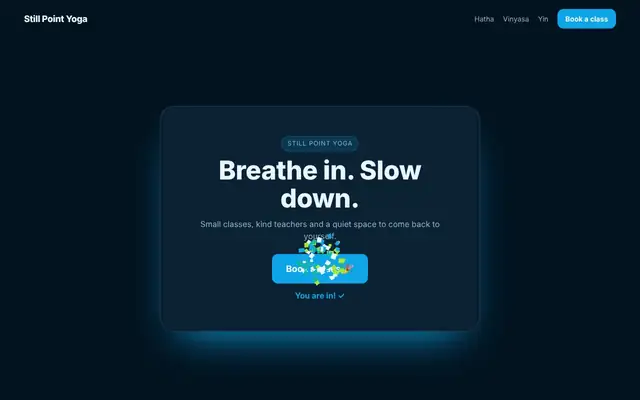 Still Point Yoga
Hatha Vinyasa Yin Book a class
STILL POINT YOGA
Breathe in. Slow
down.
Small classes, kind teachers and a quiet space to come back to
yourself.
You are in! ✓